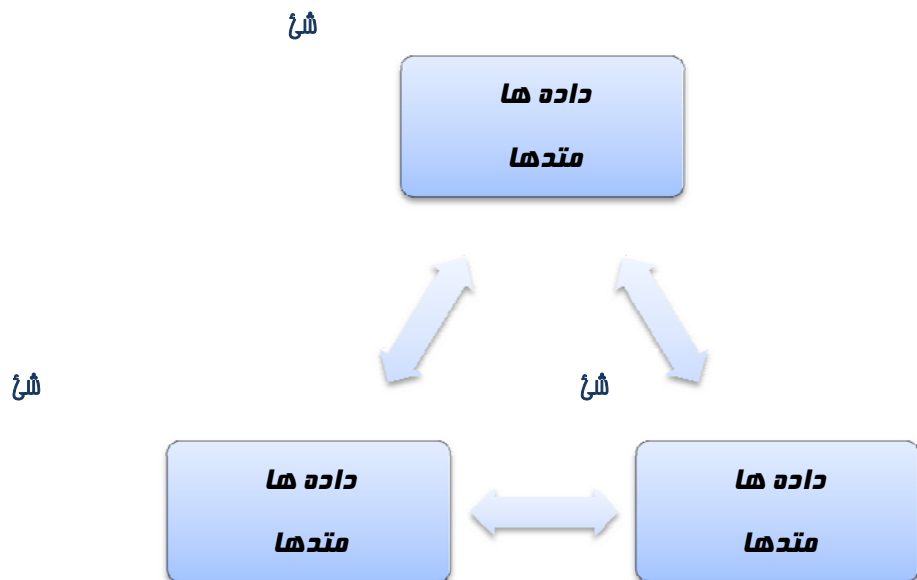 شئ
داده ها
متدها
شئ
شئ
داده ها
متدها
داده ها
متدها